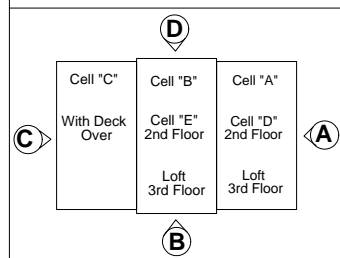 D
Cell "C"
With Deck
Over
Cell "B"
Cell "E"
2nd Floor
Loft
3rd Floor
Cell "A"
Cell "D"
2nd Floor
Loft
3rd Floor
C
A
B